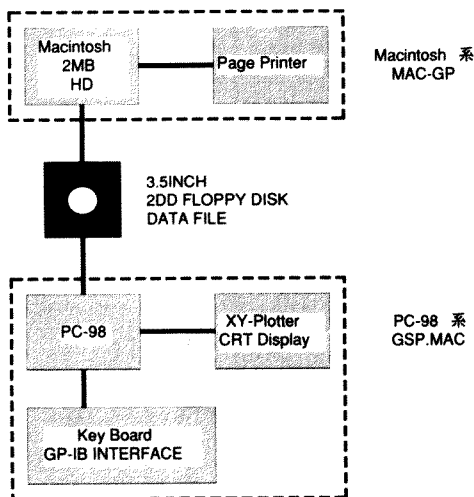 Macintosh
2MB
HD
Page Printer
Macintosh 系
MAC-GP
3.5INCH
2DD FLOPPY DISK
DATA FILE
PC-98
XY-Plotter
CRT Display
PC-98 系
GSP.MAC
Key Board
GP-IB INTERFACE